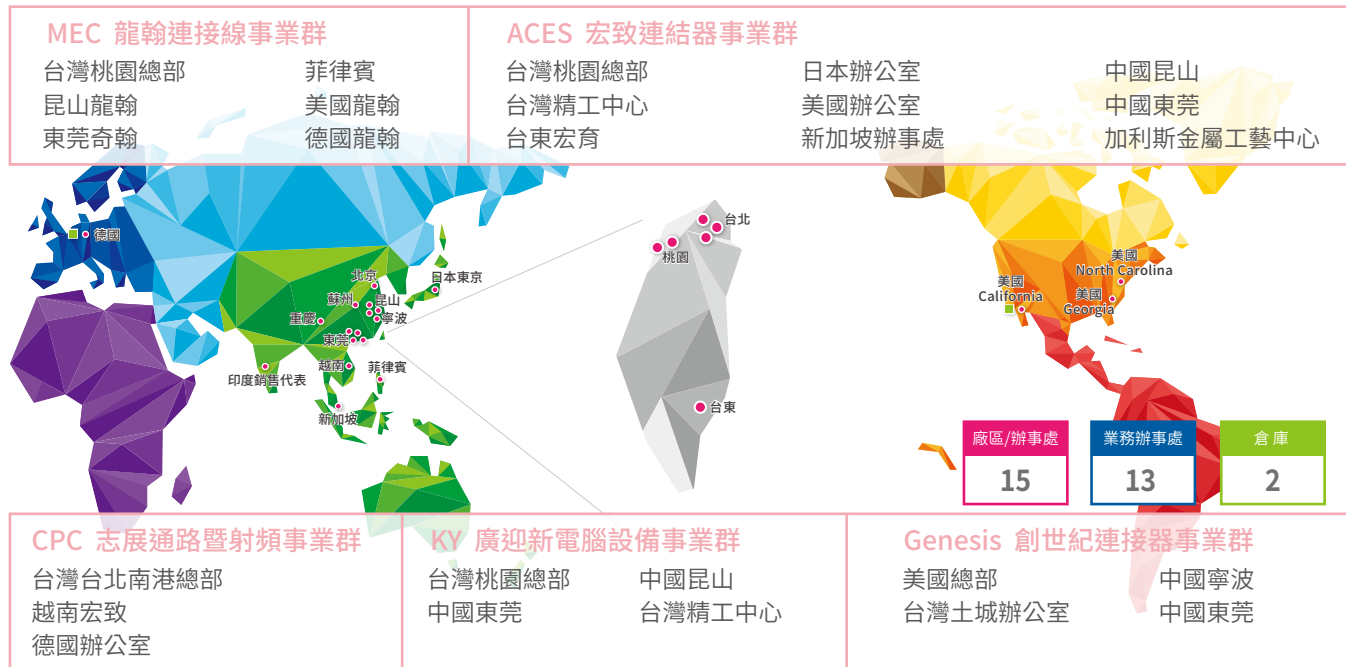 MEC 龍翰連接線事業群
台灣桃園總部
昆山龍翰
東莞奇翰
菲律賓
美國龍翰
德國龍翰
ACES 宏致連結器事業群
台灣桃園總部
台灣精工中心
台東宏育
日本辦公室
美國辦公室
新加坡辦事處
中國昆山
中國東莞
加利斯金屬工藝中心
德國
北京
日本東京
蘇州
昆山
重慶
寧波
東莞
越南
菲律賓
印度銷售代表
新加坡
台北
桃園
台東
美國
North Carolina
美國
California
美國
Georgia
廠區/辦事處
15
業務辦事處
13
倉庫
2
CPC 志展通路暨射頻事業群
台灣台北南港總部
越南宏致
德國辦公室
KY 廣迎新電腦設備事業群
台灣桃園總部
中國東莞
中國昆山
台灣精工中心
Genesis 創世紀連接器事業群
美國總部
台灣土城辦公室
中國寧波
中國東莞